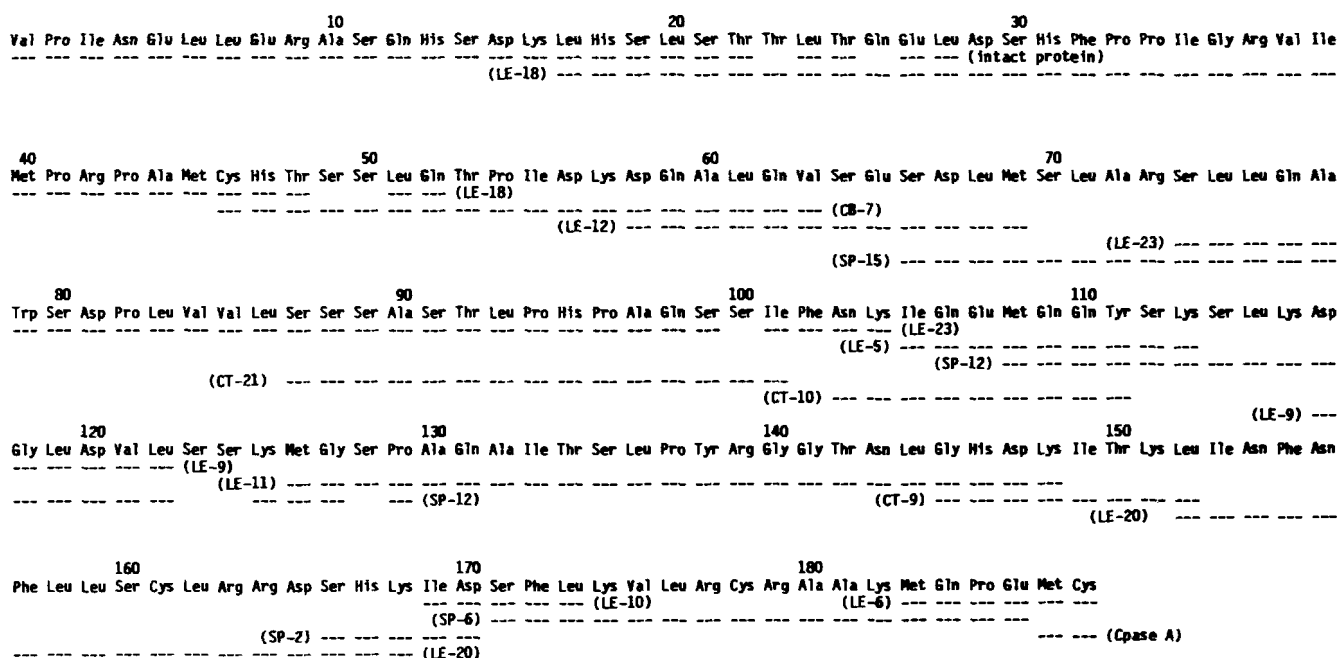 10 20 30
Val Pro Ile Asn Glu Leu Leu Glu Arg Ala Ser Gln His Ser Asp Lys Leu His Ser Leu Ser Thr Thr Leu Thr Gln Glu Leu Asp Ser His Phe Pro Pro Ile Gly Arg Val Ile
(intact protein)
(LE-18)
40 50 60 70
Met Pro Arg Pro Ala Met Cys His Thr Ser Ser Leu Gln Thr Pro Ile Asp Lys Asp Gln Ala Leu Gln Val Ser Glu Ser Asp Leu Met Ser Leu Ala Arg Ser Leu Leu Gln Ala
(LE-18)
(CB-7)
(LE-12)
(LE-23)
(SP-15)
80 90 100 110
Trp Ser Asp Pro Leu Val Val Leu Ser Ser Ser Ala Ser Thr Leu Pro His Pro Ala Gln Ser Ser Ile Phe Asn Lys Ile Gln Glu Met Gln Gln Tyr Ser Lys Ser Leu Lys Asp
(LE-23)
(LE-5)
(SP-12)
(CT-21)
(CT-10)
(LE-9)
120 130 140 150
Gly Leu Asp Val Leu Ser Ser Lys Met Gly Ser Pro Ala Gln Ala Ile Thr Ser Leu Pro Tyr Arg Gly Gly Thr Asn Leu Gly His Asp Lys Ile Thr Lys Leu Ile Asn Phe Asn
(LE-9)
(LE-11)
(SP-12) (CT-9)
(LE-20)
160 170 180
Phe Leu Leu Ser Cys Leu Arg Arg Asp Ser His Lys Ile Asp Ser Phe Leu Lys Val Leu Arg Cys Arg Ala Ala Lys Met Gln Pro Glu Met Cys
(LE-10) (LE-6)
(SP-6)
(SP-2) (Cpase A)
(LE-20)